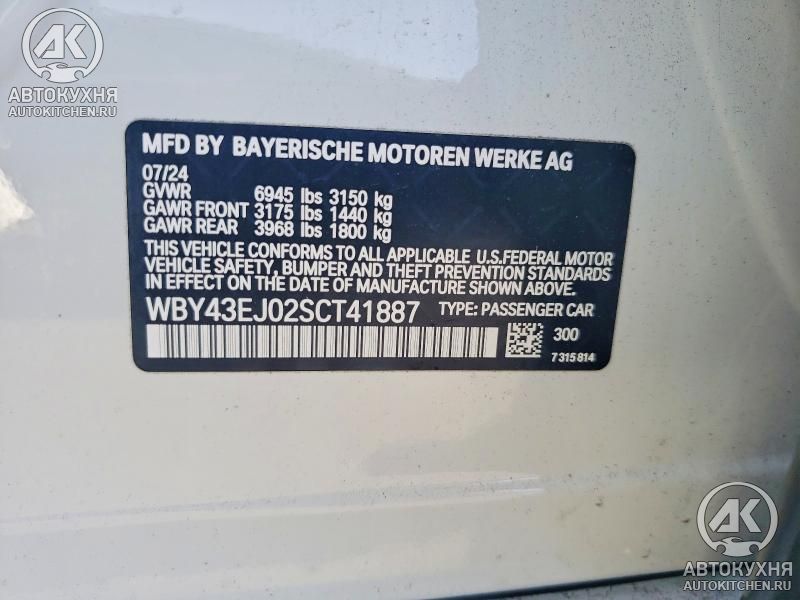 AK
АВТОКУХНЯ
AUTOKITCHEN.RU
MFD BY BAYERISCHE MOTOREN WERKE AG
07/24
GVWR 6945 lbs 3150 kg
GAWR FRONT 3175 lbs 1440 kg
GAWR REAR 3968 lbs 1800 kg
THIS VEHICLE CONFORMS TO ALL APPLICABLE U.S.FEDERAL MOTOR
VEHICLE SAFETY, BUMPER AND THEFT PREVENTION STANDARDS
IN EFFECT ON THE DATE OF MANUFACTURE SHOWN ABOVE.
WBY43EJ02SCT41887 TYPE: PASSENGER CAR
300
7 315 814
AK
АВТОКУХНЯ
AUTOKITCHEN.RU